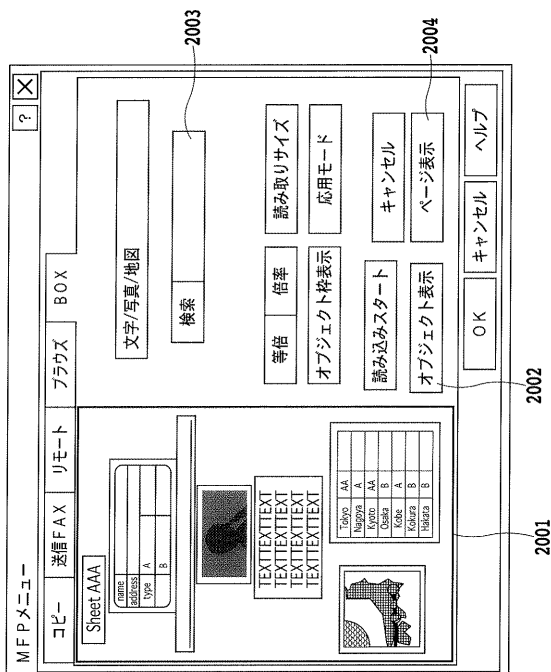 MFPメニュー
? X
コピー 送信FAX リモート ブラウズ BOX
Sheet AAA
name
address
type A
B
TEXTTEXTTEXT
TEXTTEXTTEXT
TEXTTEXTTEXT
TEXTTEXTTEXT
Tokyo AA
Nagoya A
Kyoto AA
Osaka B
Kobe A
Kokura B
Hakata B
2001
文字/写真/地図
検索
2003
等倍 倍率 読み取りサイズ
オブジェクト枠表示 応用モード
読み込みスタート キャンセル
オブジェクト表示 ページ表示
2002
2004
OK キャンセル ヘルプ